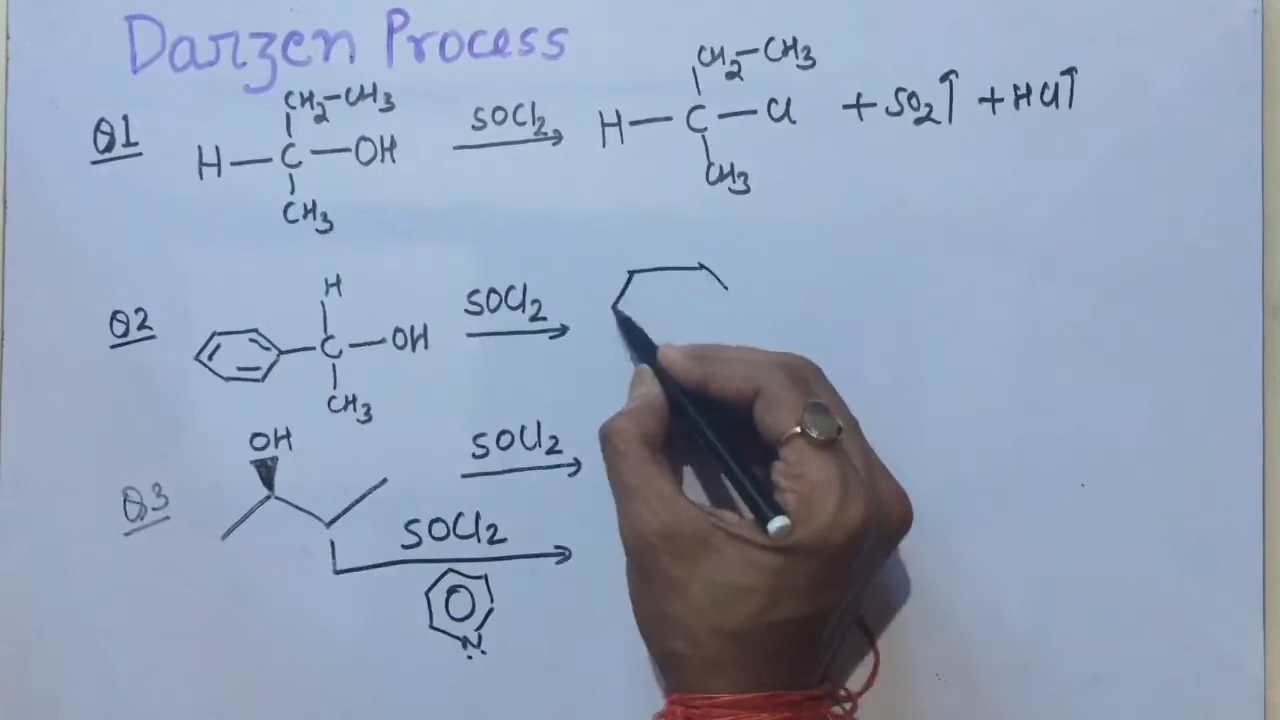 Darzen Process
CH2-CH3 CH2-CH3
Q1 H-C-OH SOCl2 H-C-Cl + SO2↑ + HCl↑
CH3 CH3
H
Q2 C-OH SOCl2
CH3
OH SOCl2
Q3
SOCl2
N